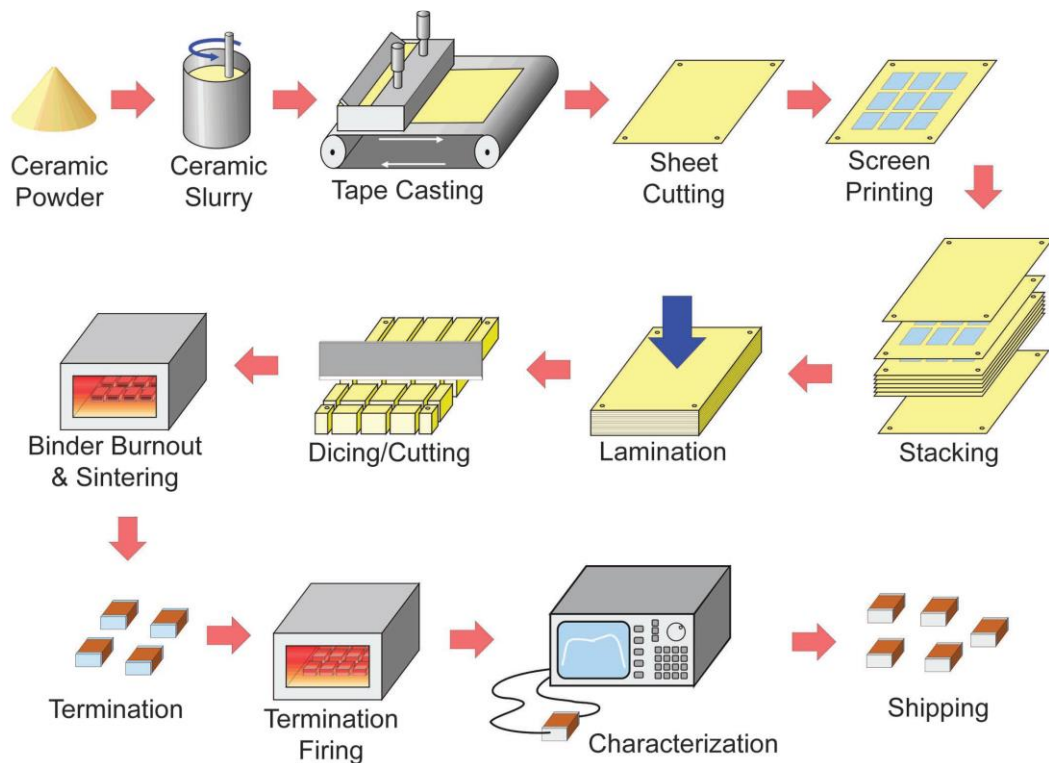 Ceramic
Powder
Ceramic
Slurry
Tape Casting
Sheet
Cutting
Screen
Printing
Binder Burnout
& Sintering
Dicing/Cutting
Lamination
Stacking
Termination
Termination
Firing
Characterization
Shipping